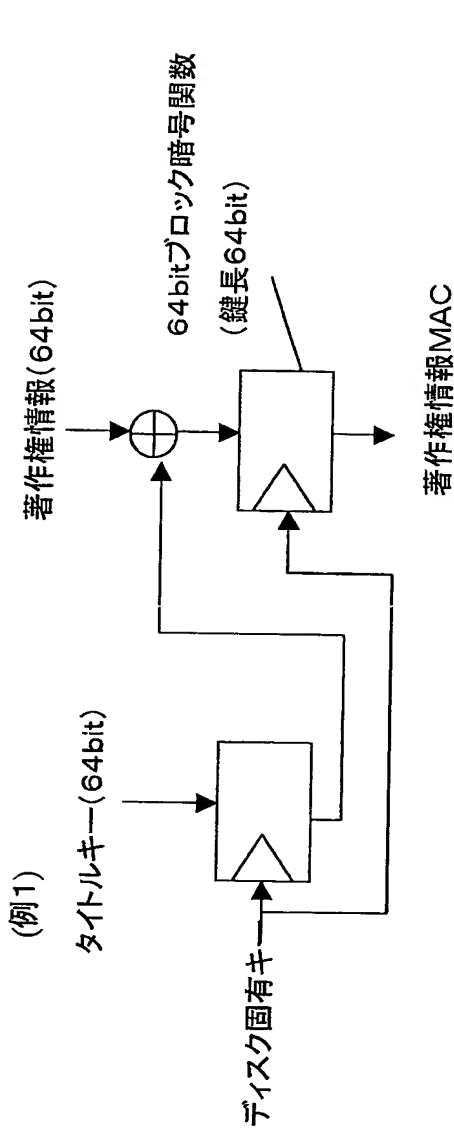 (例1)
タイトルキー(64bit)
ディスク固有キー
著作権情報(64bit)
64bitブロック暗号関数
(鍵長64bit)
著作権情報MAC